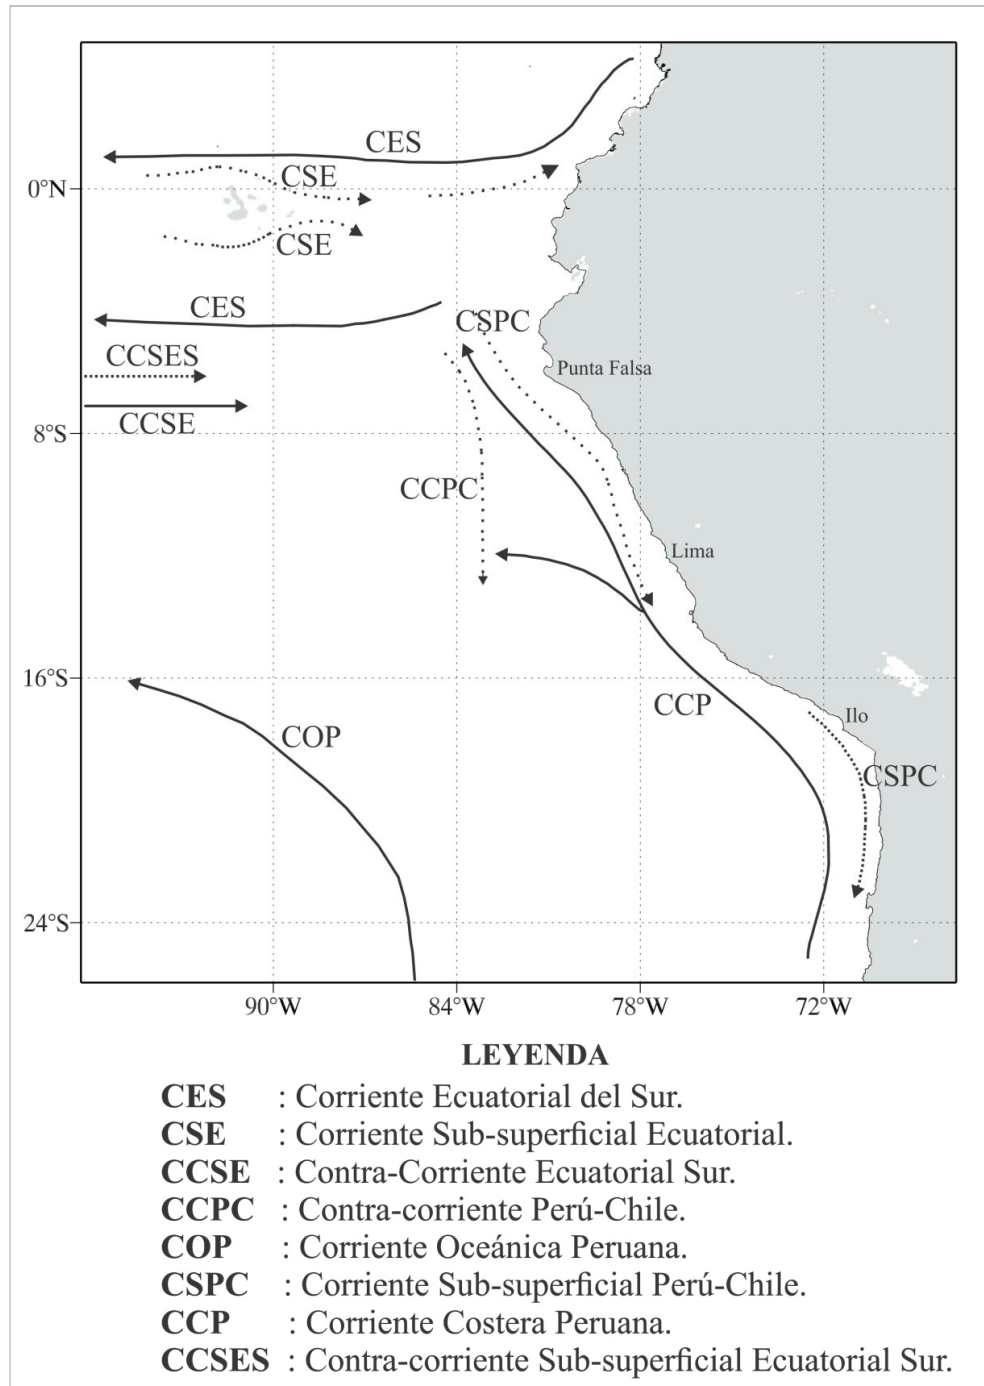 CES
CSE
0°N
CSE
CES
CSPC
CCSES
Punta Falsa
CCSE
8°S
CCPC
Lima
16°S
CCP
Ilo
COP
CSPC
24°S
90°W 84°W 78°W 72°W
LEYENDA
CES : Corriente Ecuatorial del Sur.
CSE : Corriente Sub-superficial Ecuatorial.
CCSE : Contra-Corriente Ecuatorial Sur.
CCPC : Contra-corriente Perú-Chile.
COP : Corriente Oceánica Peruana.
CSPC : Corriente Sub-superficial Perú-Chile.
CCP : Corriente Costera Peruana.
CCSES : Contra-corriente Sub-superficial Ecuatorial Sur.